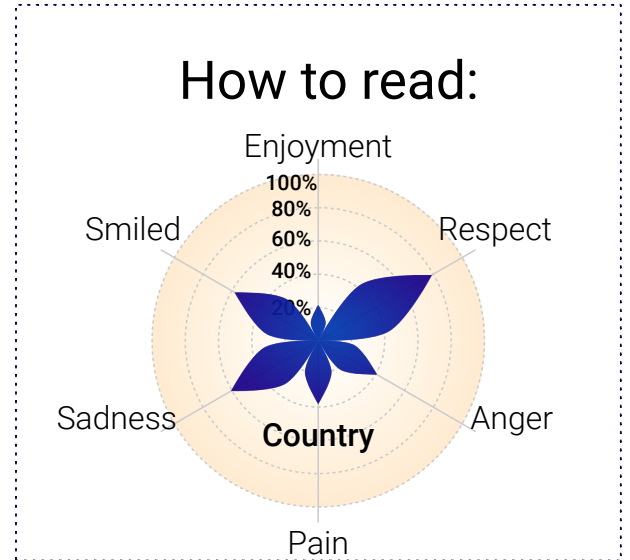 How to read:
Enjoyment
100%
80%
Smiled
Respect
60%
40%
20%
Sadness
Anger
Country
Pain